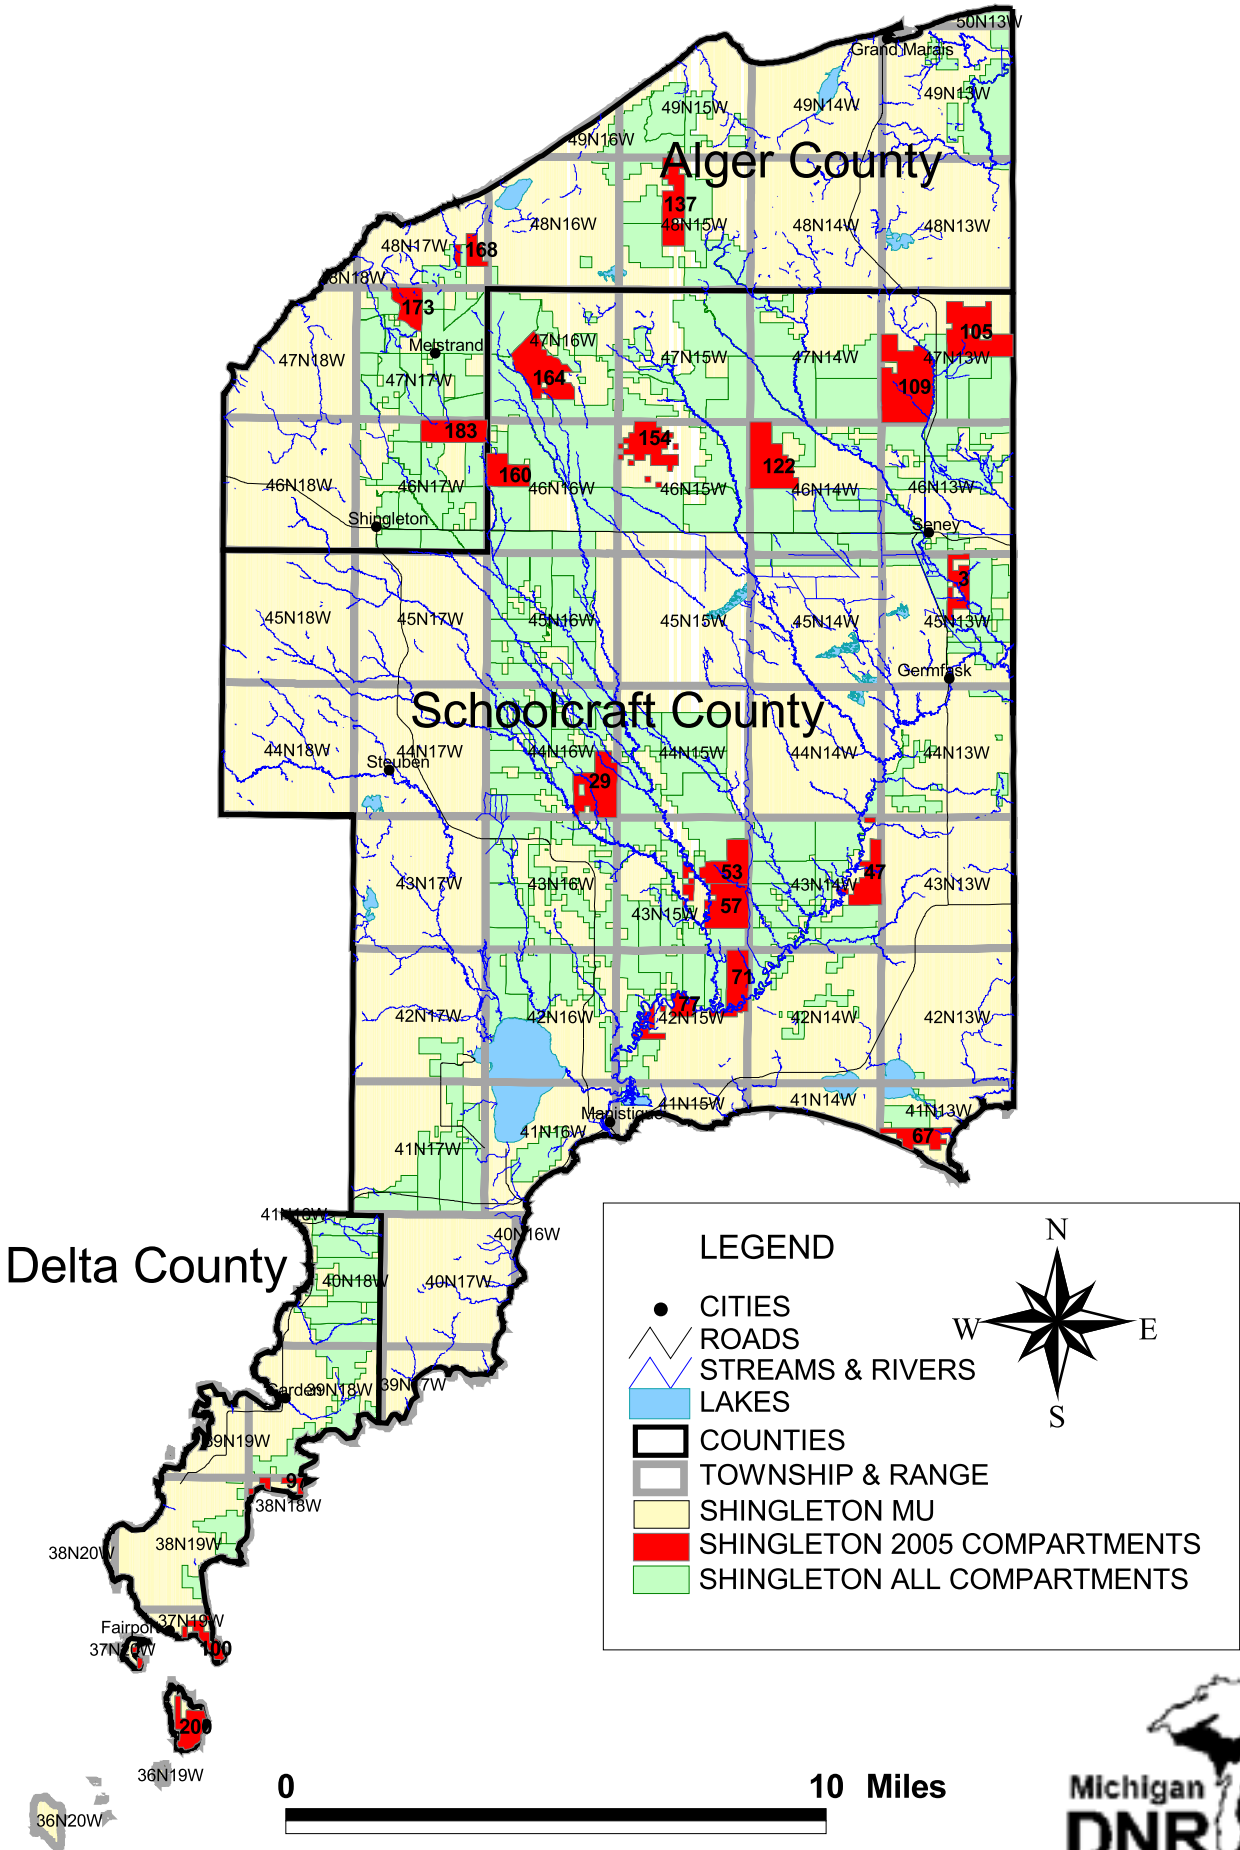 50N13W
Grand Marais
49N13W
49N15W
49N14W
49N16W
Alger County
137
48N16W
48N15W
48N14W
48N13W
48N17W
168
48N18W
173
105
Melstrand
47N16W
47N18W
47N15W
47N14W
47N13W
47N17W
164
109
183
154
122
160
46N18W
46N17W
46N16W
46N15W
46N14W
46N13W
Shingleton
Seney
3
45N18W
45N17W
45N16W
45N15W
45N14W
45N13W
Germfask
Schoolcraft County
44N18W
44N17W
44N16W
44N15W
44N14W
44N13W
Steuben
29
53
47
43N17W
43N16W
43N14W
43N13W
57
43N15W
71
77
42N17W
42N16W
42N15W
42N14W
42N13W
41N15W
41N14W
41N13W
Manistique
41N16W
67
41N17W
41N18W
40N16W
Delta County
40N18W
40N17W
Garden
39N18W
39N17W
39N19W
97
38N18W
38N19W
38N20W
37N19W
Fairport
37N20W
100
200
36N19W
36N20W
LEGEND
CITIES
ROADS
STREAMS & RIVERS
LAKES
COUNTIES
TOWNSHIP & RANGE
SHINGLETON MU
SHINGLETON 2005 COMPARTMENTS
SHINGLETON ALL COMPARTMENTS
N
W
E
S
0
10 Miles
Michigan
DNR